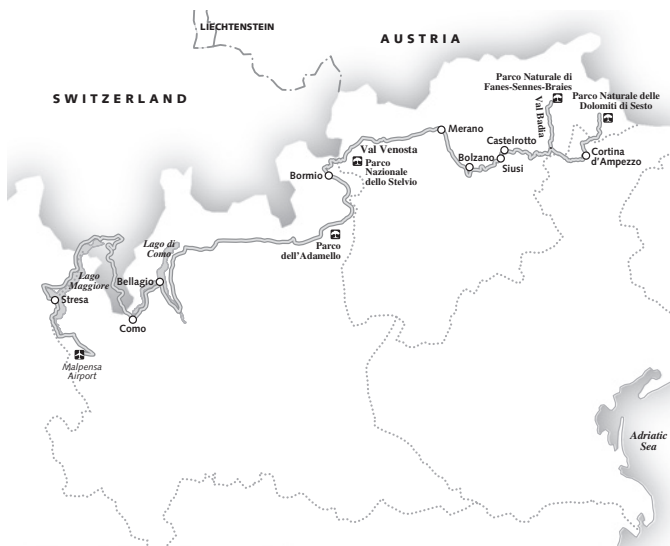 LIECHTENSTEIN
AUSTRIA
SWITZERLAND
Parco Naturale di
Fanes-Sennes-Braies
Parco Naturale delle
Dolomiti di Sesto
Val Badia
Merano
Castelrotto
Val Venosta
Bolzano
Siusi
Cortina
d'Ampezzo
Parco
Nazionale
dello Stelvio
Bormio
Lago di
Como
Parco
dell'Adamello
Lago
Maggiore
Bellagio
Stresa
Como
Malpensa
Airport
Adriatic
Sea